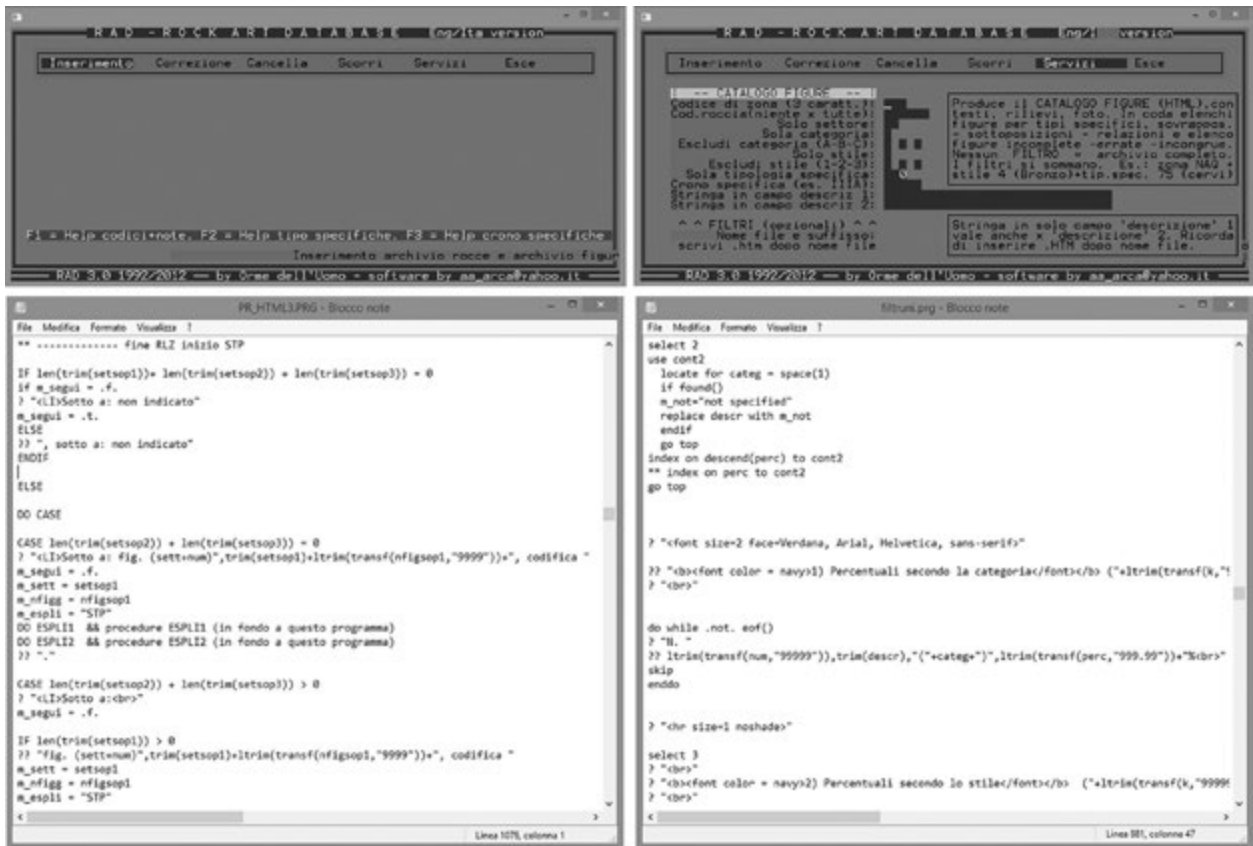 RAD - ROCK ART DATABASE Eng/Ita version
Inserimento Correzione Cancella Scorri Servizi Esce
F1 = Help codici+note, F2 = Help tipo specifiche, F3 = Help crono specifiche
Inserimento archivio rocce e archivio figur
RAD 3.0 1992/2012 — by Orme dell'Uomo - software by aa_arca@yahoo.it
RAD - ROCK ART DATABASE Eng/I version
Inserimento Correzione Cancella Scorri Servizi Esce
-- CATALOGO FIGURE --
Codice di zona (3 caratt.):
Cod.roccia(niente x tutte):
Solo settore:
Sola categoria:
Escludi categoria (A-B-C):
Solo stile:
Escludi stile (1-2-3):
Sola tipologia specifica: 0
Crono specifica (es. IIIA):
Stringa in campo descriz 1:
Stringa in campo descriz 2:
^ ^ FILTRI (opzionali) ^ ^
Nome file e suffisso:
scrivi .htm dopo nome file
Produce il CATALOGO FIGURE (HTML),con
testi, rilievi, foto. In coda elenchi
figure per tipi specifici, sovrappos.
- sottoposizioni - relazioni e elenco
figure incomplete -errate -incongrue.
Nessun FILTRO = archivio completo.
I filtri si sommano. Es.: zona NAQ +
stile 4 (Bronzo)+tip.spec. 75 (cervi)
Stringa in solo campo 'descrizione' 1
vale anche x 'descrizione' 2. Ricorda
di inserire .HTM dopo nome file.
RAD 3.0 1992/2012 — by Orme dell'Uomo - software by aa_arca@yahoo.it
PR_HTML3.PRG - Blocco note
File Modifica Formato Visualizza ?
** ------------- fine RLZ inizio STP
IF len(trim(setsop1))+ len(trim(setsop2)) + len(trim(setsop3)) = 0
if m_segui = .f.
? "<LI>Sotto a: non indicato"
m_segui = .t.
ELSE
?? ", sotto a: non indicato"
ENDIF
ELSE
DO CASE
CASE len(trim(setsop2)) + len(trim(setsop3)) = 0
? "<LI>Sotto a: fig. (sett+num)",trim(setsop1)+ltrim(transf(nfigsop1,"9999"))+", codifica "
m_segui = .f.
m_sett = setsop1
m_nfigg = nfigsop1
m_espli = "STP"
DO ESPLI1 && procedure ESPLI1 (in fondo a questo programma)
DO ESPLI2 && procedure ESPLI2 (in fondo a questo programma)
?? "."
CASE len(trim(setsop2)) + len(trim(setsop3)) > 0
? "<LI>Sotto a:<br>"
m_segui = .f.
IF len(trim(setsop1)) > 0
?? "fig. (sett+num)",trim(setsop1)+ltrim(transf(nfigsop1,"9999"))+", codifica "
m_sett = setsop1
m_nfigg = nfigsop1
m_espli = "STP"
Linea 1079, colonna 1
filtruni.prg - Blocco note
File Modifica Formato Visualizza ?
select 2
use cont2
locate for categ = space(1)
if found()
m_not="not specified"
replace descr with m_not
endif
go top
index on descend(perc) to cont2
** index on perc to cont2
go top
? "<font size=2 face=Verdana, Arial, Helvetica, sans-serif>"
?? "<b><font color = navy>1) Percentuali secondo la categoria</font></b> ("+ltrim(transf(k,"9
? "<br>"
do while .not. eof()
? "N. "
?? ltrim(transf(num,"99999")),trim(descr),"("+categ+")",ltrim(transf(perc,"999.99"))+"%<br>"
skip
enddo
? "<hr size=1 noshade>"
select 3
? "<br>"
? "<b><font color = navy>2) Percentuali secondo lo stile</font></b> ("+ltrim(transf(k,"99999
? "<br>"
Linea 981, colonna 47